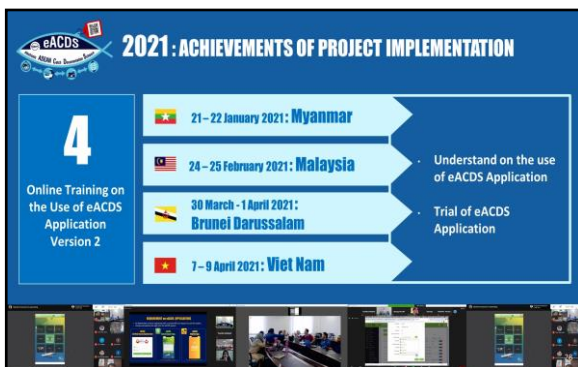 eACDS
2021 : ACHIEVEMENTS OF PROJECT IMPLEMENTATION
4
Online Training on
the Use of eACDS
Application
Version 2
21 – 22 January 2021 : Myanmar
24 – 25 February 2021 : Malaysia
30 March - 1 April 2021 :
Brunei Darussalam
7 – 9 April 2021 : Viet Nam
· Understand on the use
of eACDS Application
· Trial of eACDS
Application